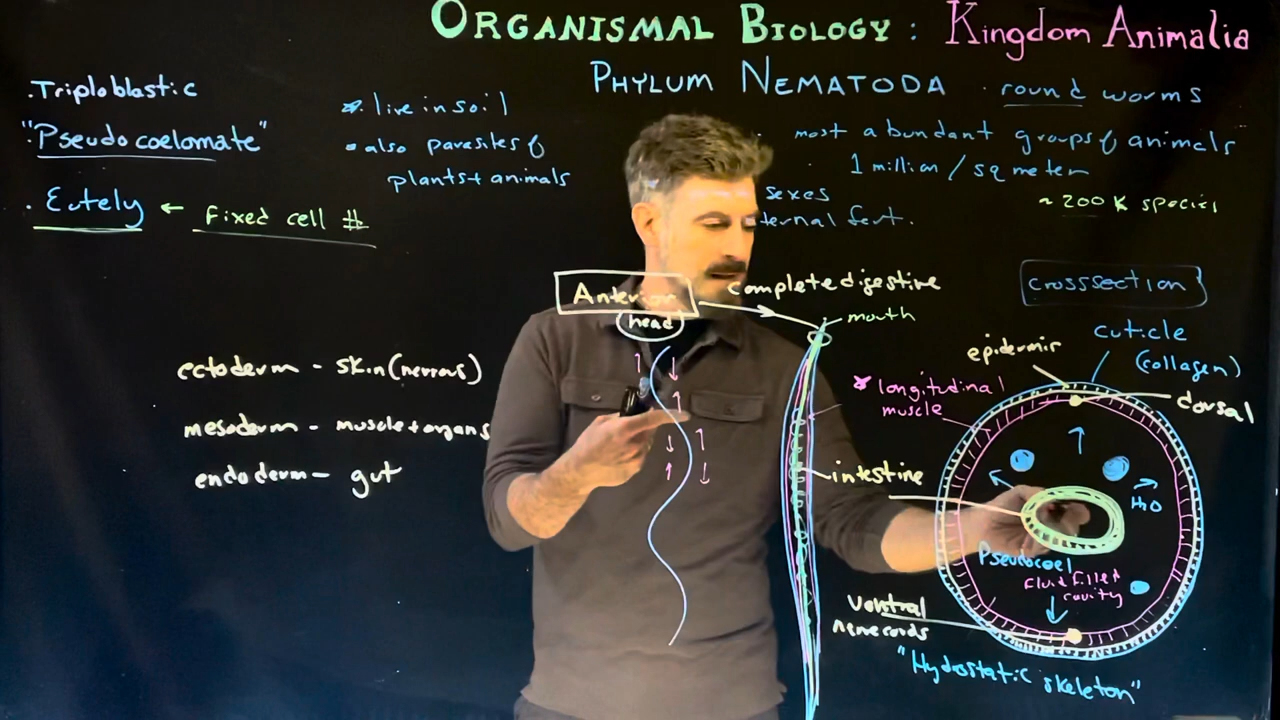 ORGANISMAL BIOLOGY : Kingdom Animalia
PHYLUM NEMATODA · round worms
· Triploblastic
· "Pseudocoelomate"
· Eutely ← fixed cell #
* live in soil
• also parasites of
plants + animals
· most abundant groups of animals"
· 1 million / sq meter
~ 200 K species
sexes
ternal fert.
Anterior
head
complete digestive
mouth
ectoderm - skin (nervous)
mesoderm - muscle + organs
endoderm - gut
* longitudinal
muscle
intestine
ventral
nerve cords
crosssection
cuticle
(collagen)
epidermis
dorsal
H2O
Pseudocoel
fluid filled
cavity
"Hydrostatic skeleton"